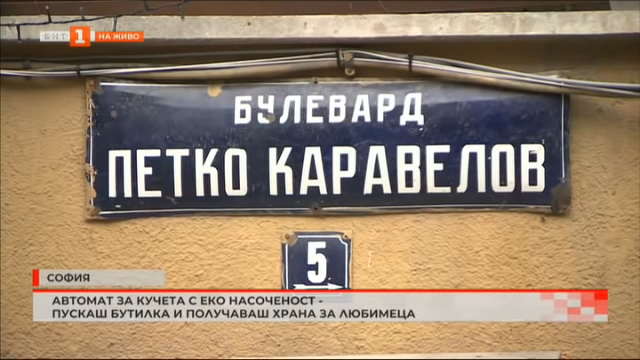 БНТ 1 НА ЖИВО
БУЛЕВАРД
ПЕТКО КАРАВЕЛОВ
5
СОФИЯ
АВТОМАТ ЗА КУЧЕТА С ЕКО НАСОЧЕНОСТ -
ПУСКАШ БУТИЛКА И ПОЛУЧАВАШ ХРАНА ЗА ЛЮБИМЕЦА